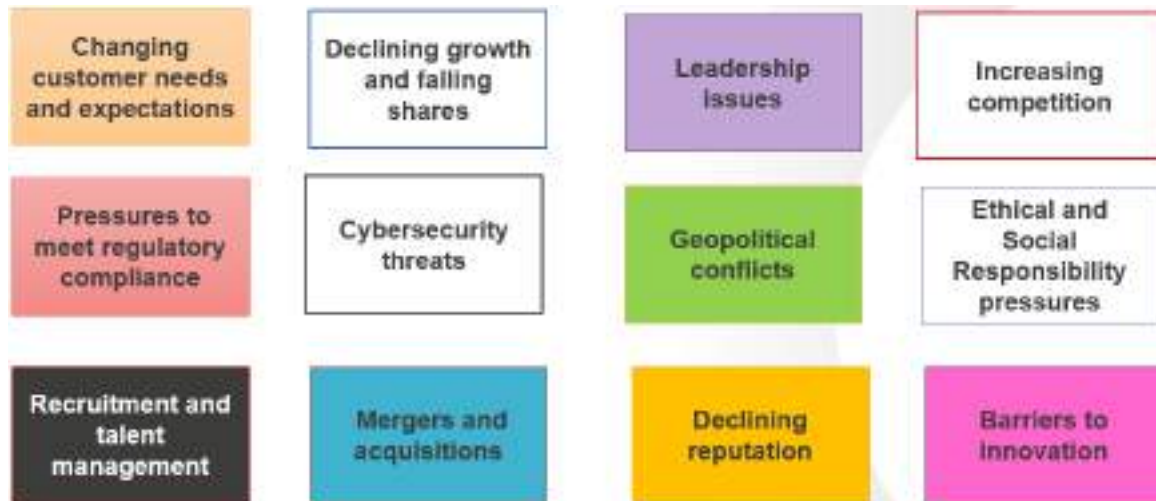 Changing
customer needs
and expectations
Declining growth
and falling
shares
Leadership
issues
Increasing
competition
Pressures to
meet regulatory
compliance
Cybersecurity
threats
Geopolitical
conflicts
Ethical and
Social
Responsibility
pressures
Recruitment and
talent
management
Mergers and
acquisitions
Declining
reputation
Barriers to
innovation